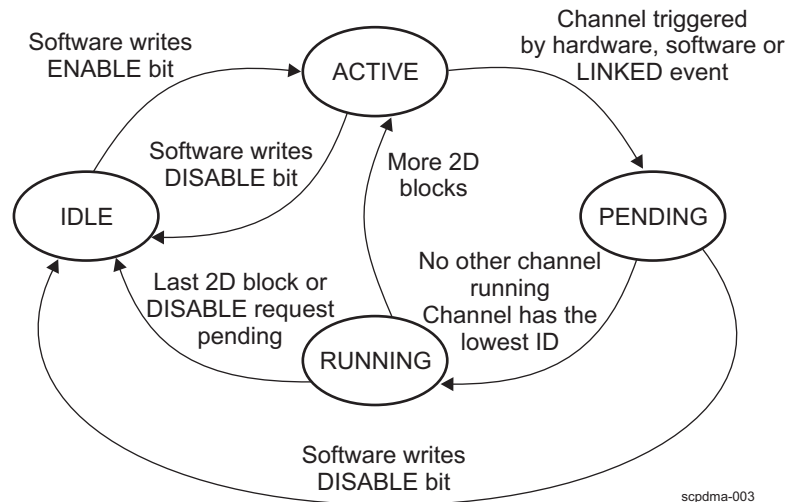 Software writes
ENABLE bit
ACTIVE
Channel triggered
by hardware, software or
LINKED event
Software writes
DISABLE bit
More 2D
blocks
IDLE
PENDING
Last 2D block or
DISABLE request
pending
No other channel
running
Channel has the
lowest ID
RUNNING
Software writes
DISABLE bit
scpdma-003